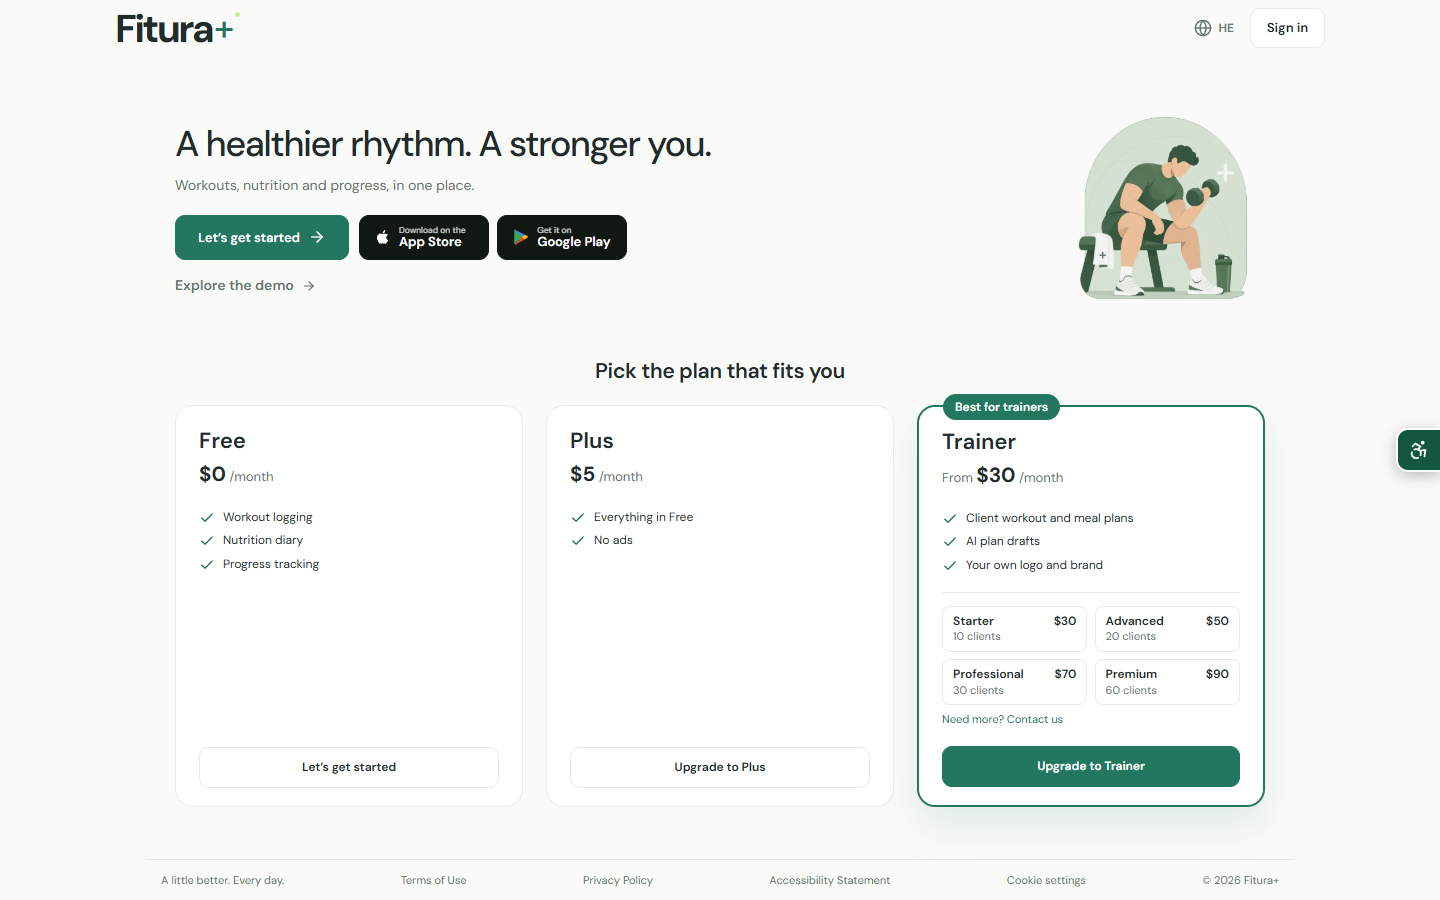 Fitura+
HE
Sign in
A healthier rhythm. A stronger you.
Workouts, nutrition and progress, in one place.
Let's get started
Download on the
App Store
Get it on
Google Play
Explore the demo
Pick the plan that fits you
Free
$0 /month
Workout logging
Nutrition diary
Progress tracking
Let's get started
Plus
$5 /month
Everything in Free
No ads
Upgrade to Plus
Best for trainers
Trainer
From $30 /month
Client workout and meal plans
AI plan drafts
Your own logo and brand
Starter $30
10 clients
Advanced $50
20 clients
Professional $70
30 clients
Premium $90
60 clients
Need more? Contact us
Upgrade to Trainer
A little better. Every day.
Terms of Use
Privacy Policy
Accessibility Statement
Cookie settings
© 2026 Fitura+